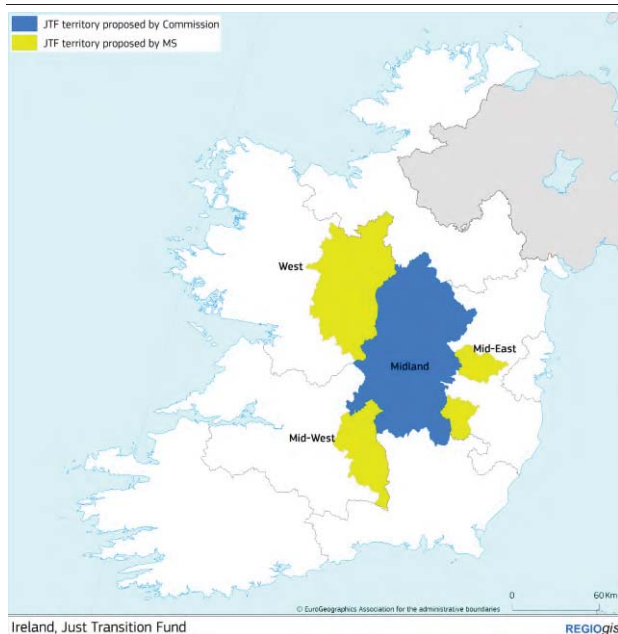 JTF territory proposed by Commission
JTF territory proposed by MS
West
Mid-East
Midland
Mid-West
0 60 Km
© EuroGeographics Association for the administrative boundaries
Ireland, Just Transition Fund
REGIOgis